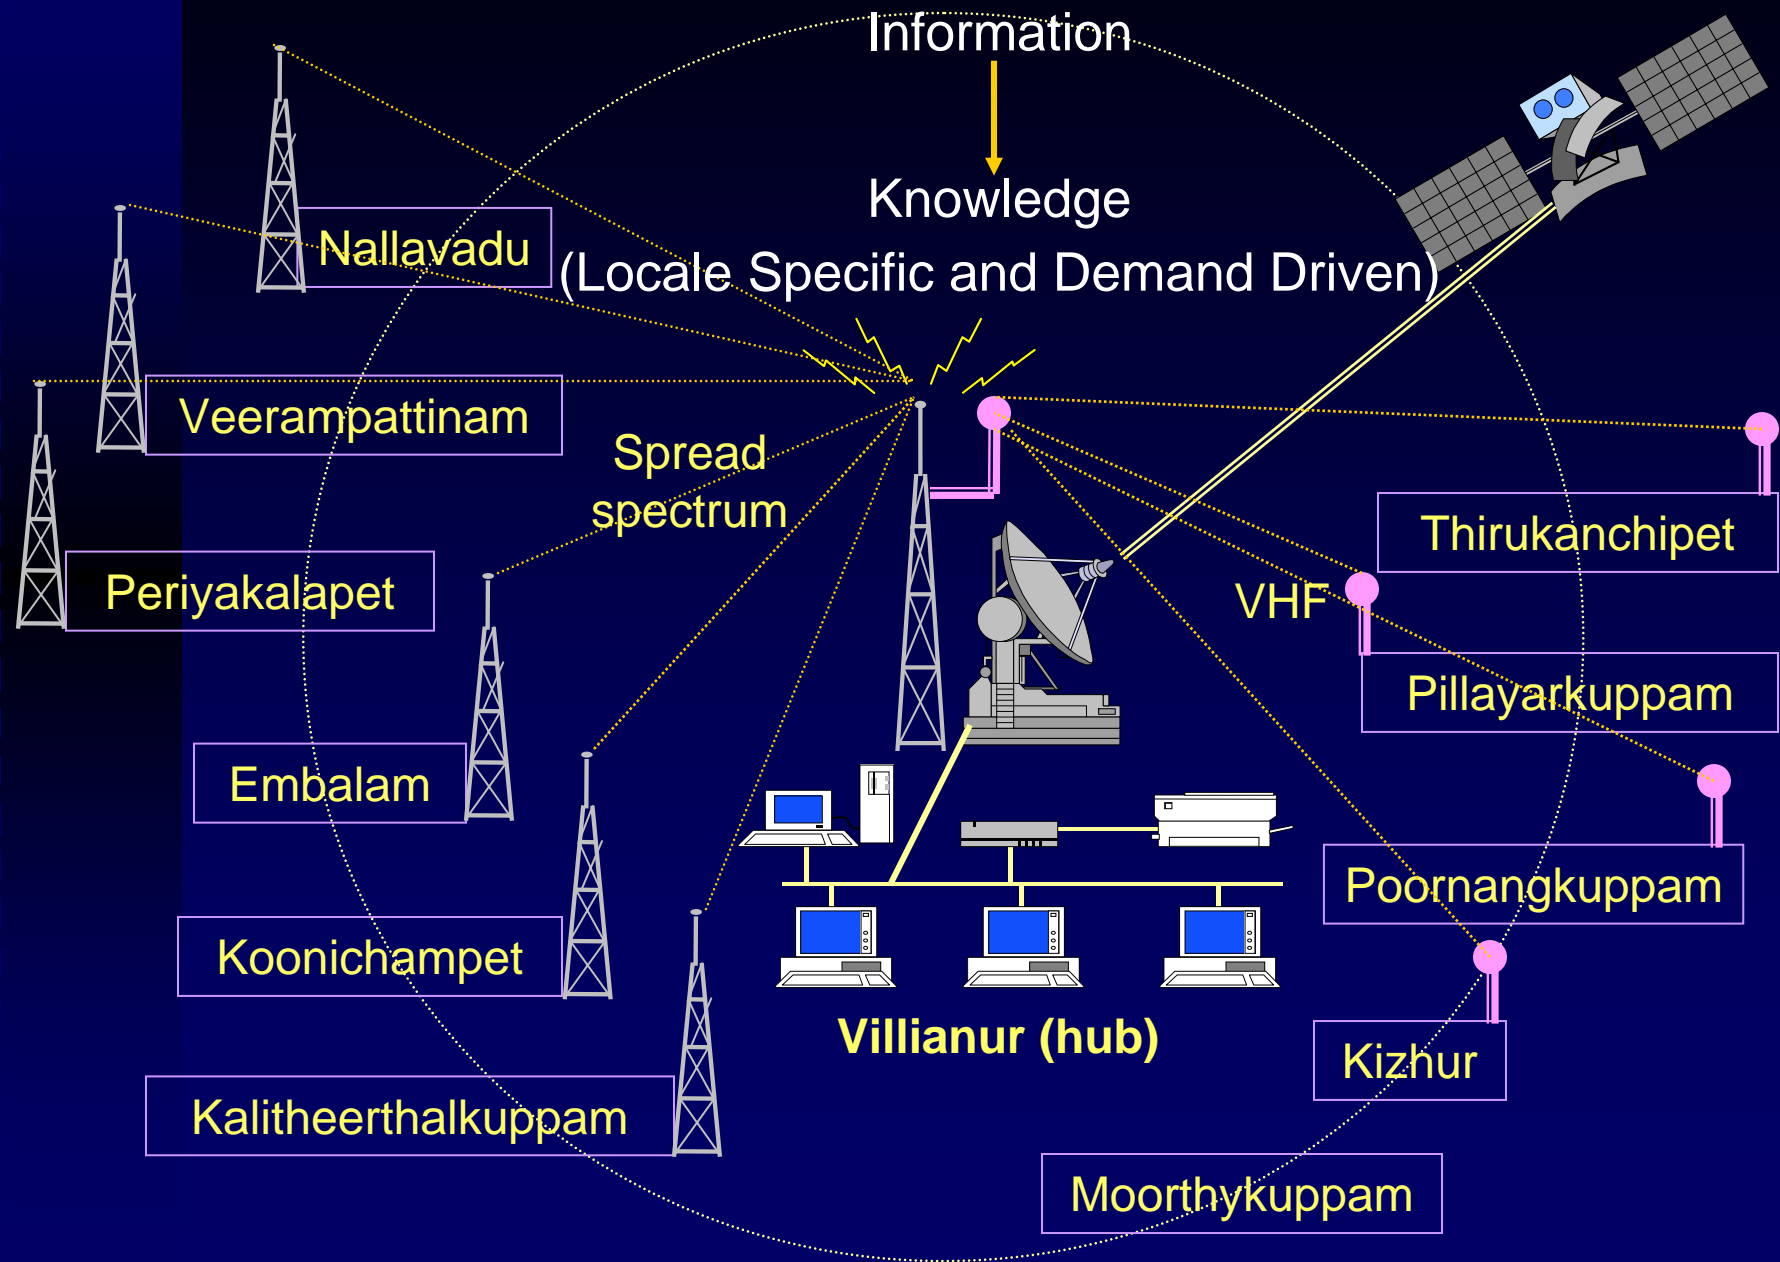 Information
Knowledge
(Locale Specific and Demand Driven)
Nallavadu
Veerampattinam
Spread
spectrum
Periyakalapet
Embalam
Koonichampet
Kalitheerthalkuppam
Thirukanchipet
VHF
Pillayarkuppam
Poornangkuppam
Villianur (hub)
Kizhur
Moorthykuppam